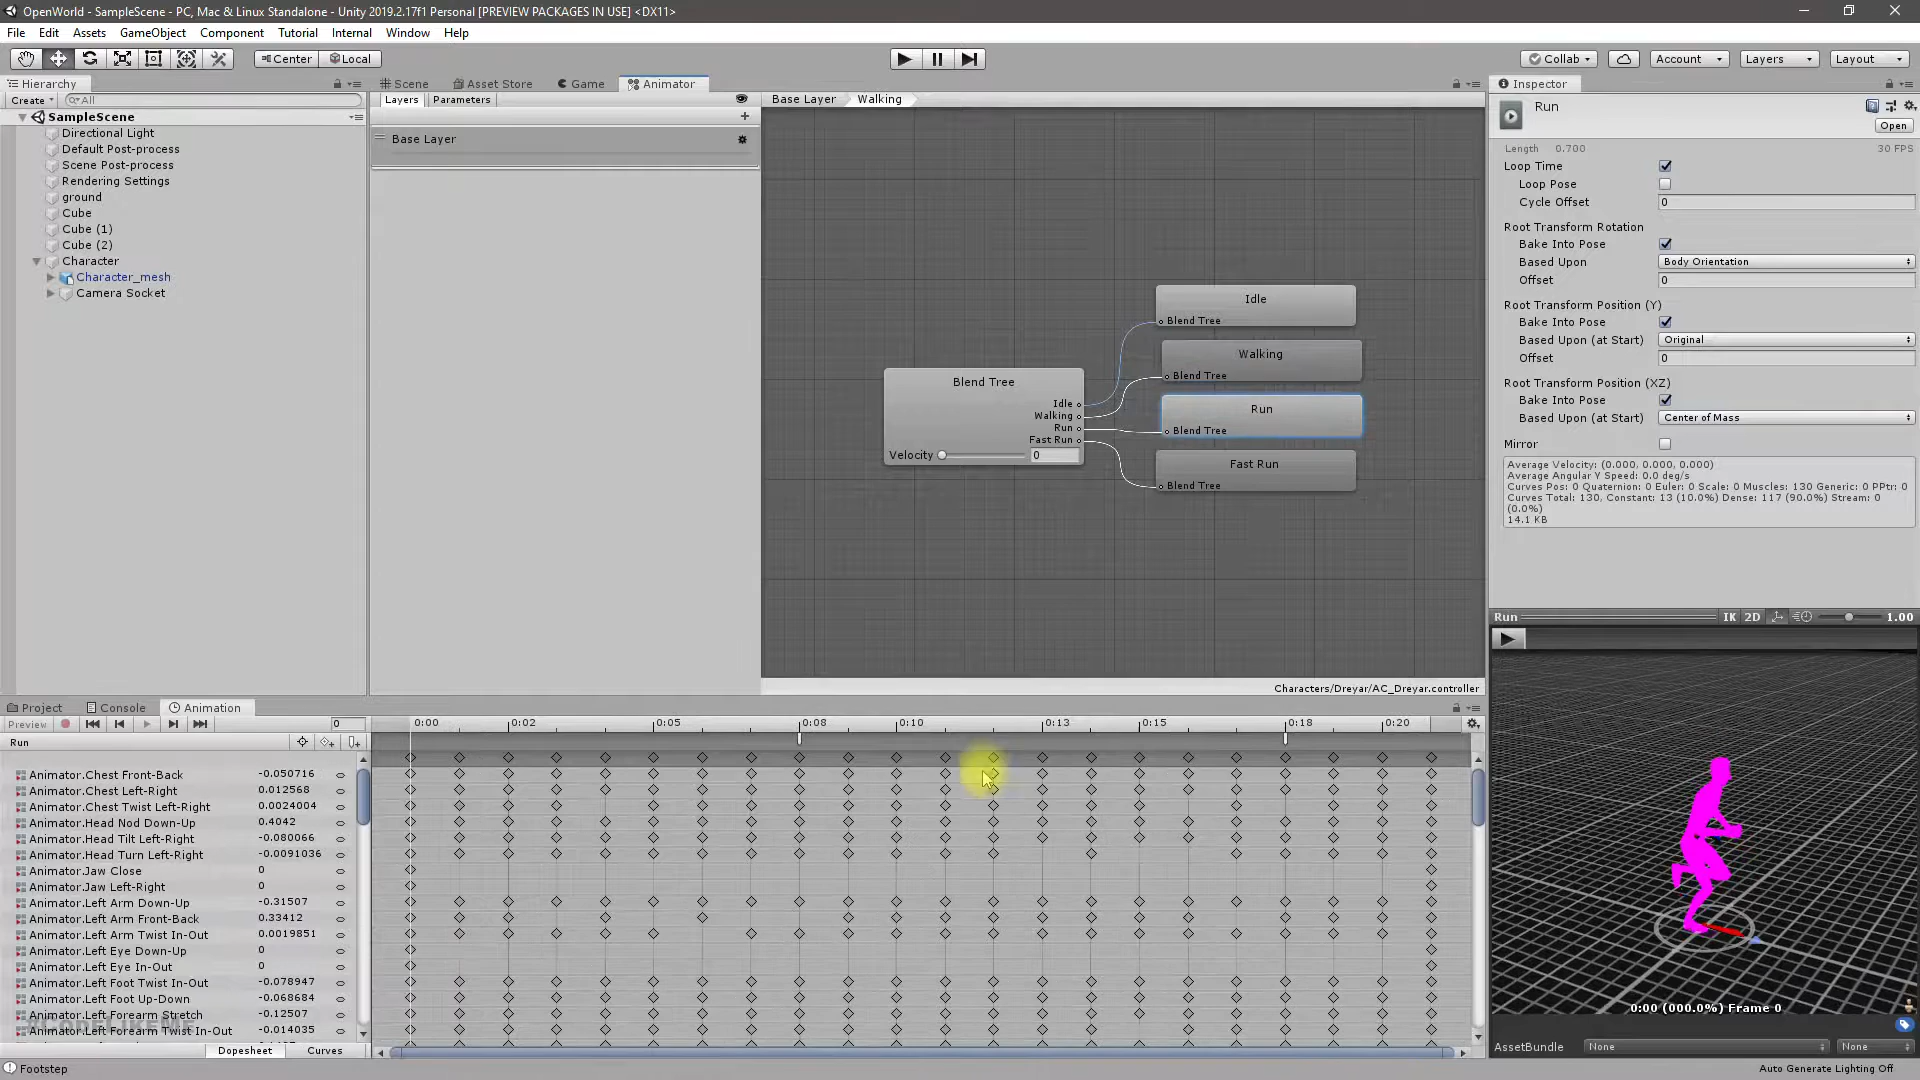 OpenWorld - SampleScene - PC, Mac & Linux Standalone - Unity 2019.2.17f1 Personal [PREVIEW PACKAGES IN USE] <DX11>
File Edit Assets GameObject Component Tutorial Internal Window Help
Center Local Collab Account Layers Layout
Hierarchy
Create All
SampleScene
Directional Light
Default Post-process
Scene Post-process
Rendering Settings
ground
Cube
Cube (1)
Cube (2)
Character
Character_mesh
Camera Socket
Scene Asset Store Game Animator
Layers Parameters
Base Layer
Base Layer Walking
Idle
Blend Tree
Walking
Blend Tree
Run
Blend Tree
Fast Run
Blend Tree
Blend Tree
Idle
Walking
Run
Fast Run
Velocity 0
Characters/Dreyar/AC_Dreyar.controller
Inspector
Run
Open
Length 0.700 30 FPS
Loop Time
Loop Pose
Cycle Offset 0
Root Transform Rotation
Bake Into Pose
Based Upon Body Orientation
Offset 0
Root Transform Position (Y)
Bake Into Pose
Based Upon (at Start) Original
Offset 0
Root Transform Position (XZ)
Bake Into Pose
Based Upon (at Start) Center of Mass
Mirror
Average Velocity: (0.000, 0.000, 0.000)
Average Angular Y Speed: 0.0 deg/s
Curves Pos: 0 Quaternion: 0 Euler: 0 Scale: 0 Muscles: 130 Generic: 0 PPtr: 0
Curves Total: 130, Constant: 13 (10.0%) Dense: 117 (90.0%) Stream: 0
(0.0%)
14.1 KB
Run IK 2D 1.00
0:00 (000.0%) Frame 0
AssetBundle None None
Project Console Animation
Preview 0
0:00 0:02 0:05 0:08 0:10 0:13 0:15 0:18 0:20
Run
Animator.Chest Front-Back -0.050716
Animator.Chest Left-Right 0.012568
Animator.Chest Twist Left-Right 0.0024004
Animator.Head Nod Down-Up 0.4042
Animator.Head Tilt Left-Right -0.080066
Animator.Head Turn Left-Right -0.0091036
Animator.Jaw Close 0
Animator.Jaw Left-Right 0
Animator.Left Arm Down-Up -0.31507
Animator.Left Arm Front-Back 0.33412
Animator.Left Arm Twist In-Out 0.0019851
Animator.Left Eye Down-Up 0
Animator.Left Eye In-Out 0
Animator.Left Foot Twist In-Out -0.078947
Animator.Left Foot Up-Down -0.068684
Animator.Left Forearm Stretch -0.12507
Animator.Left Forearm Twist In-Out -0.014035
#CodeLikeMe
Dopesheet Curves
Footstep
Auto Generate Lighting Off